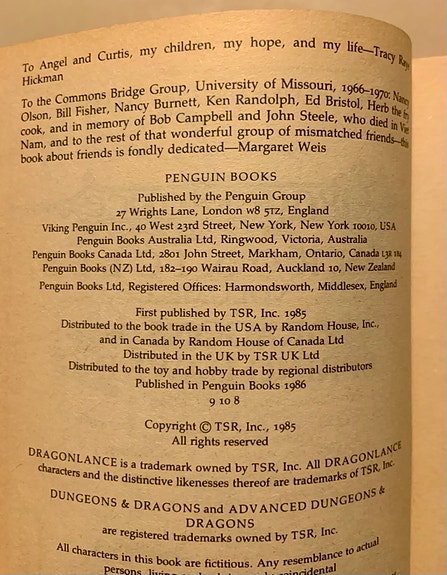 To Angel and Curtis, my children, my hope, and my life—Tracy Raye
Hickman
To the Commons Bridge Group, University of Missouri, 1966–1970: Nancy
Olson, Bill Fisher, Nancy Burnett, Ken Randolph, Ed Bristol, Herb the fry
cook, and in memory of Bob Campbell and John Steele, who died in Viet
Nam, and to the rest of that wonderful group of mismatched friends—this
book about friends is fondly dedicated—Margaret Weis
PENGUIN BOOKS
Published by the Penguin Group
27 Wrights Lane, London W8 5TZ, England
Viking Penguin Inc., 40 West 23rd Street, New York, New York 10010, USA
Penguin Books Australia Ltd, Ringwood, Victoria, Australia
Penguin Books Canada Ltd, 2801 John Street, Markham, Ontario, Canada L3R 1B4
Penguin Books (NZ) Ltd, 182–190 Wairau Road, Auckland 10, New Zealand
Penguin Books Ltd, Registered Offices: Harmondsworth, Middlesex, England
First published by TSR, Inc. 1985
Distributed to the book trade in the USA by Random House, Inc.,
and in Canada by Random House of Canada Ltd
Distributed in the UK by TSR UK Ltd
Distributed to the toy and hobby trade by regional distributors
Published in Penguin Books 1986
9 10 8
Copyright © TSR, Inc., 1985
All rights reserved
DRAGONLANCE is a trademark owned by TSR, Inc. All DRAGONLANCE
characters and the distinctive likenesses thereof are trademarks of TSR, Inc.
DUNGEONS & DRAGONS and ADVANCED DUNGEONS &
DRAGONS
are registered trademarks owned by TSR, Inc.
All characters in this book are fictitious. Any resemblance to actual
persons, living or dead, is purely coincidental